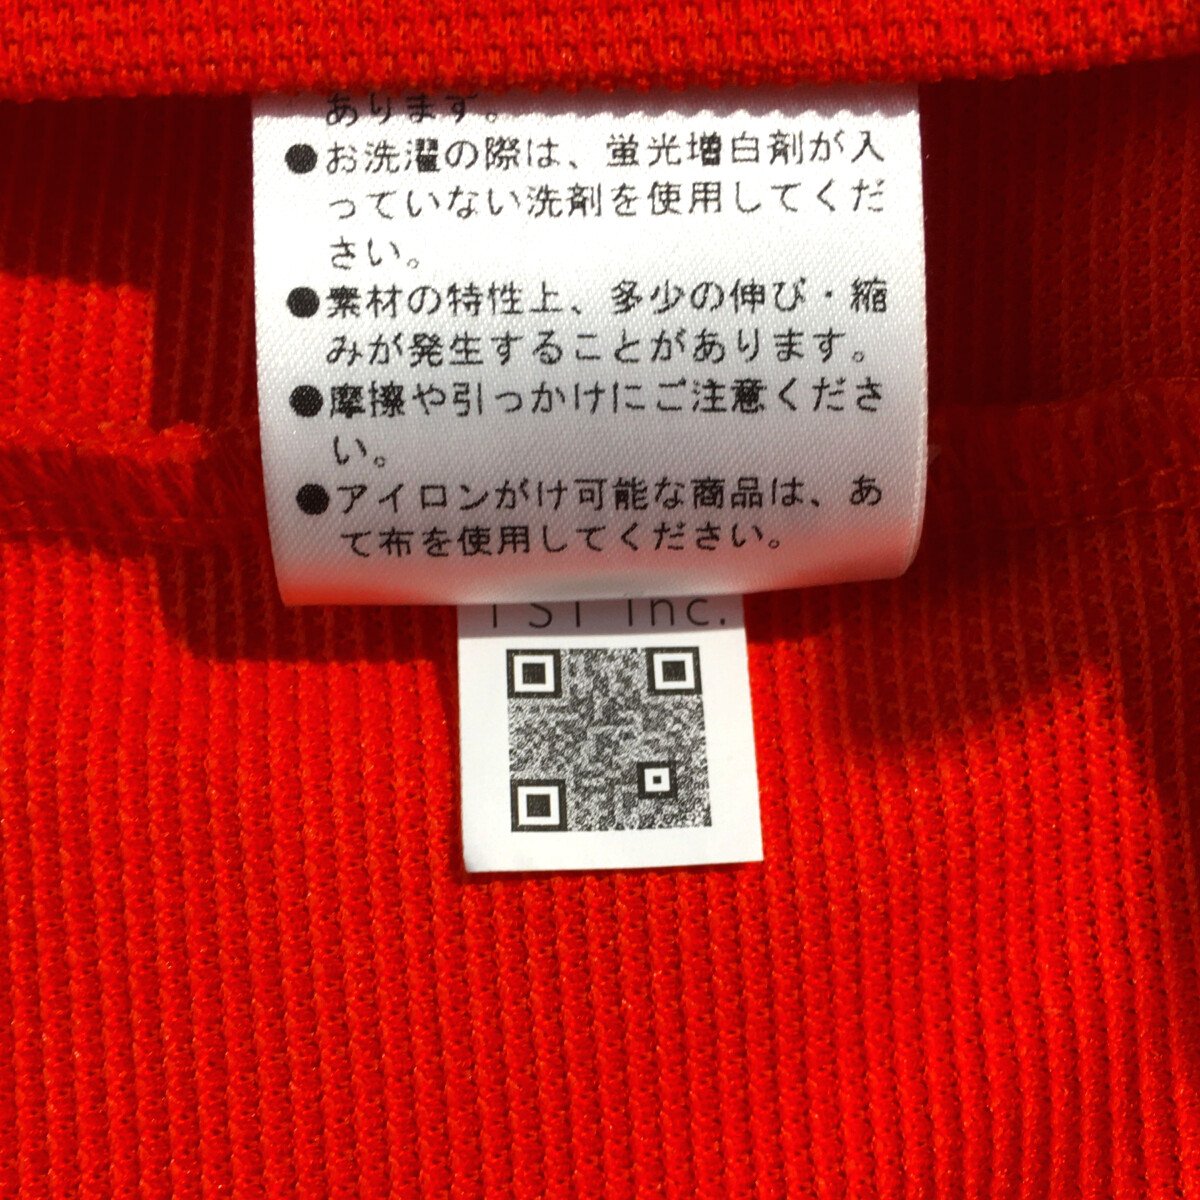 あります。
●お洗濯の際は、蛍光増白剤が入
っていない洗剤を使用してくだ
さい。
●素材の特性上、多少の伸び・縮
みが発生することがあります。
●摩擦や引っかけにご注意くださ
い。
●アイロンがけ可能な商品は、あ
て布を使用してください。
TSI Inc.